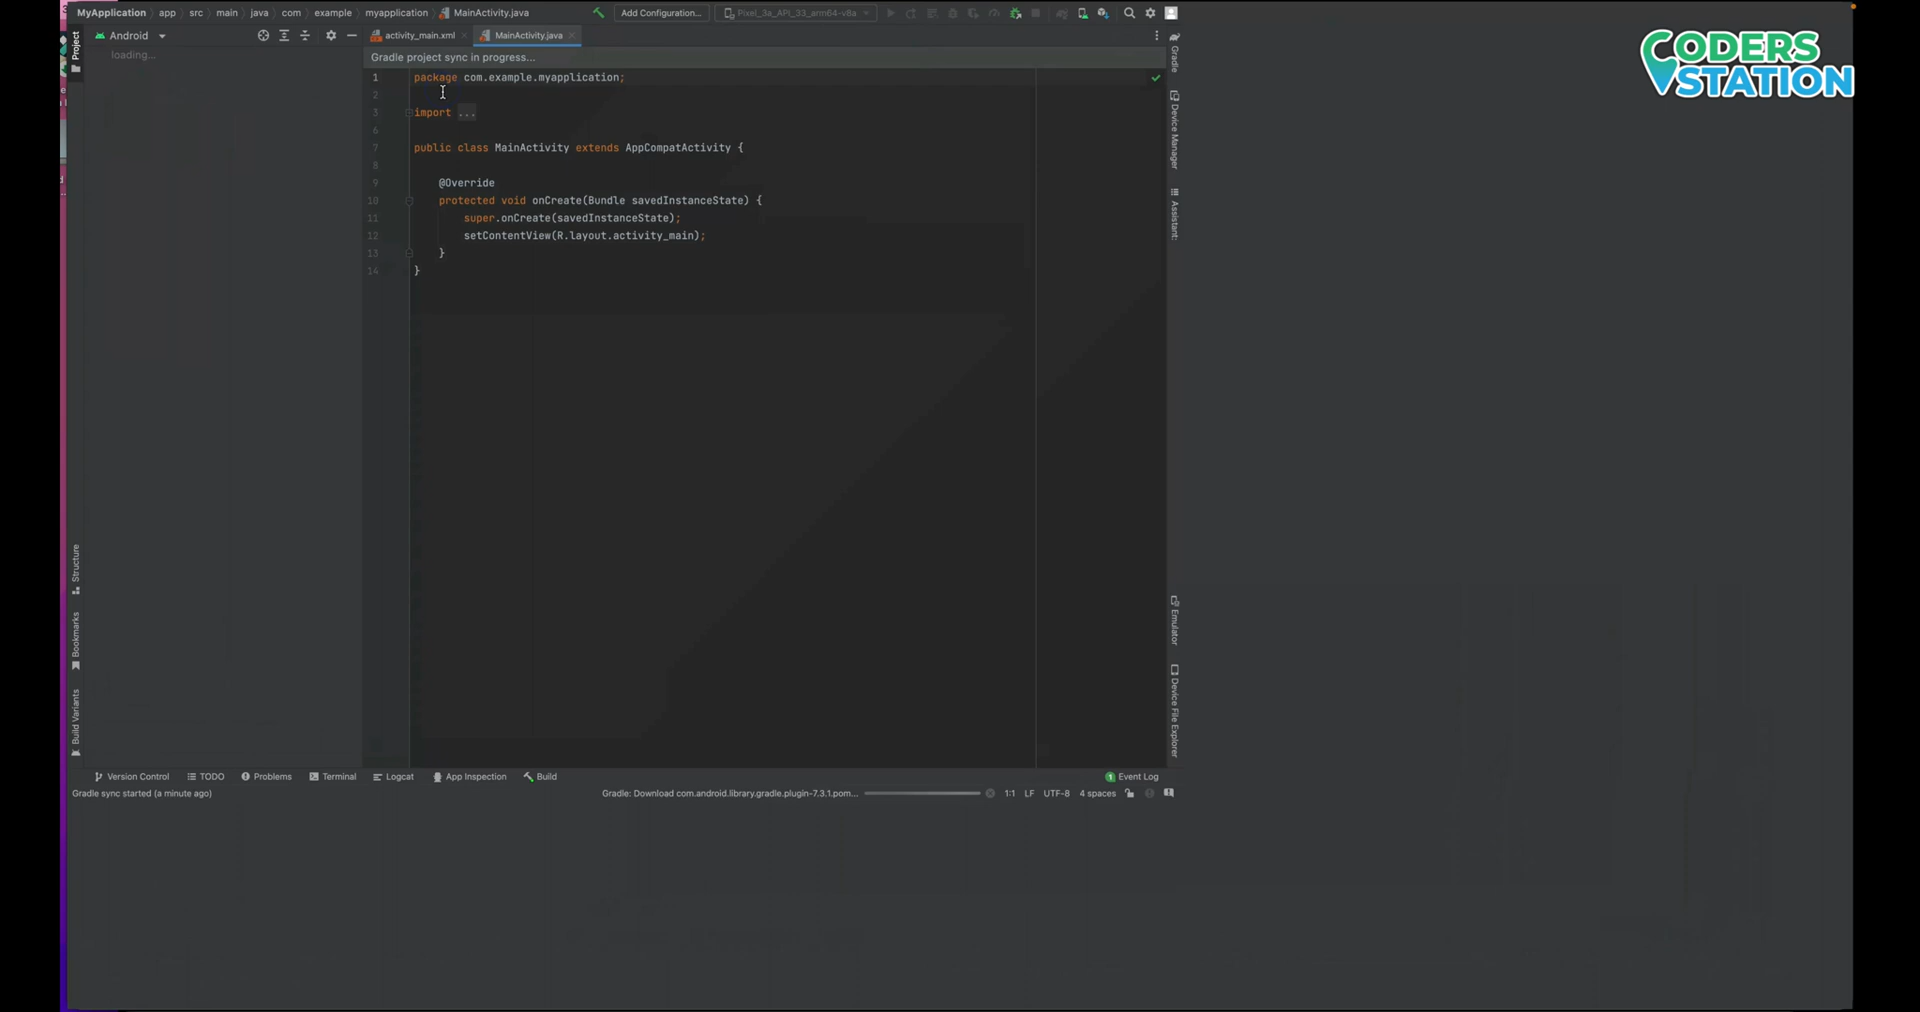 MyApplication app src main java com example myapplication MainActivity.java Add Configuration... Pixel_3a_API_33_arm64-v8a
CODERS
STATION
Project
Android
activity_main.xml MainActivity.java
Gradle
loading...
Gradle project sync in progress...
1 package com.example.myapplication;
2
3 import ...
6
7 public class MainActivity extends AppCompatActivity {
8
9 @Override
10 protected void onCreate(Bundle savedInstanceState) {
11 super.onCreate(savedInstanceState);
12 setContentView(R.layout.activity_main);
13 }
14 }
Device Manager
Assistant:
Structure
Bookmarks
Build Variants
Emulator
Device File Explorer
Version Control TODO Problems Terminal Logcat App Inspection Build 1 Event Log
Gradle sync started (a minute ago) Gradle: Download com.android.library.gradle.plugin-7.3.1.pom... 1:1 LF UTF-8 4 spaces